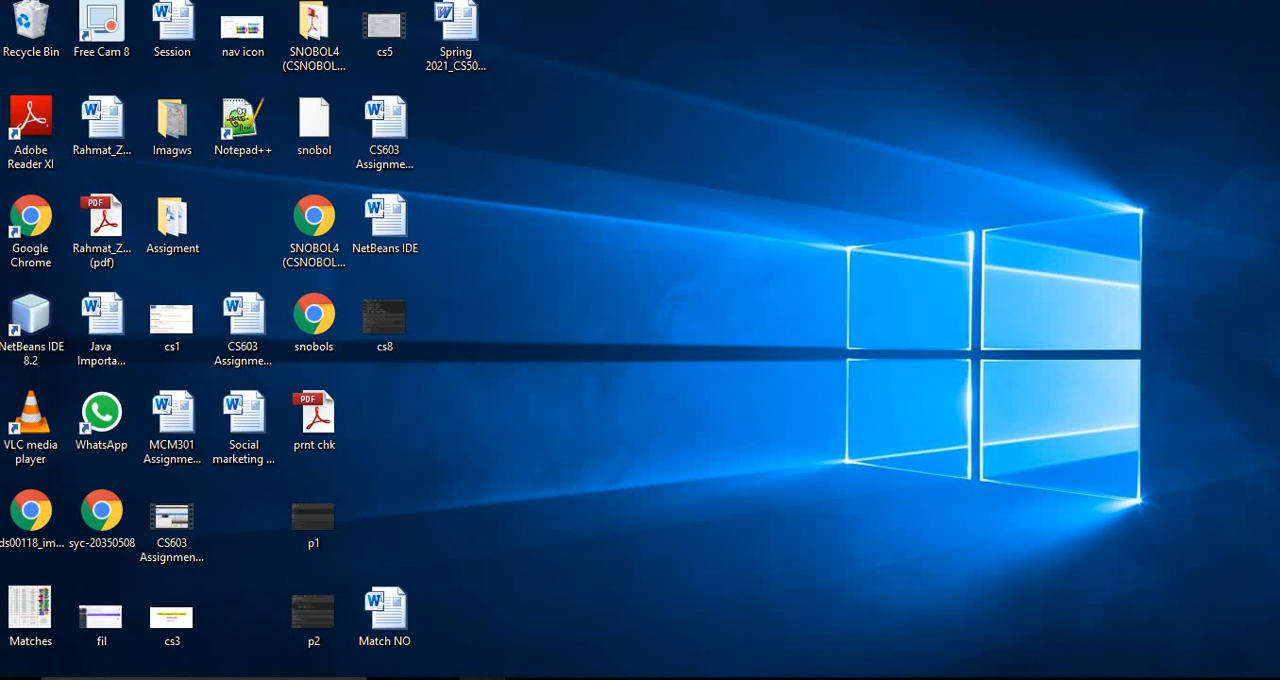 Recycle Bin
Free Cam 8
Session
nav icon
SNOBOL4
(CSNOBOL...
cs5
Spring
2021_CS50...
Adobe
Reader XI
Rahmat_Z...
Imagws
Notepad++
snobol
CS603
Assignme...
Google
Chrome
PDF
Rahmat_Z...
(pdf)
Assigment
SNOBOL4
(CSNOBOL...
NetBeans IDE
NetBeans IDE
8.2
Java
Importa...
cs1
CS603
Assignme...
snobols
cs8
VLC media
player
WhatsApp
MCM301
Assignme...
Social
marketing ...
PDF
prnt chk
ds00118_im...
syc-20350508
CS603
Assignmen...
p1
Matches
fil
cs3
p2
Match NO